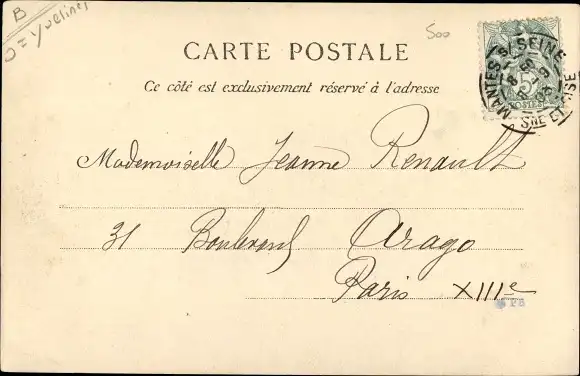 B
= Yvelines
500
CARTE POSTALE
Ce côté est exclusivement réservé à l'adresse
MANTES S/ SEINE
SNE ET OISE
5c
POSTES
Mademoiselle Jeanne Renault
31 Boulevard Arago
Paris XIIIe